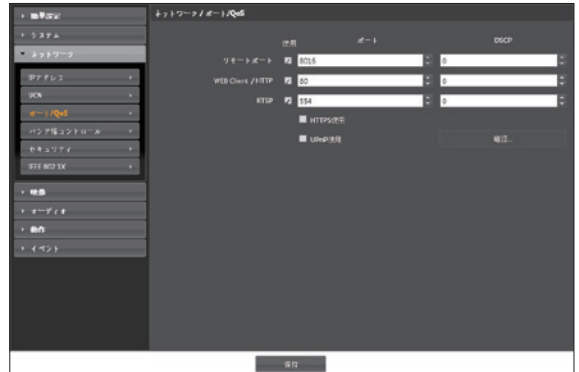 簡単設定
システム
ネットワーク
IPアドレス
UCN
ポート/QoS
バンド幅コントロール
セキュリティ
IEEE 802.1X
映像
オーディオ
動作
イベント
ネットワーク / ポート/QoS
使用 ポート DSCP
リモートポート 8016 0
WEB Client / HTTP 80 0
RTSP 554 0
HTTPS使用
UPnP使用 確認...
保存